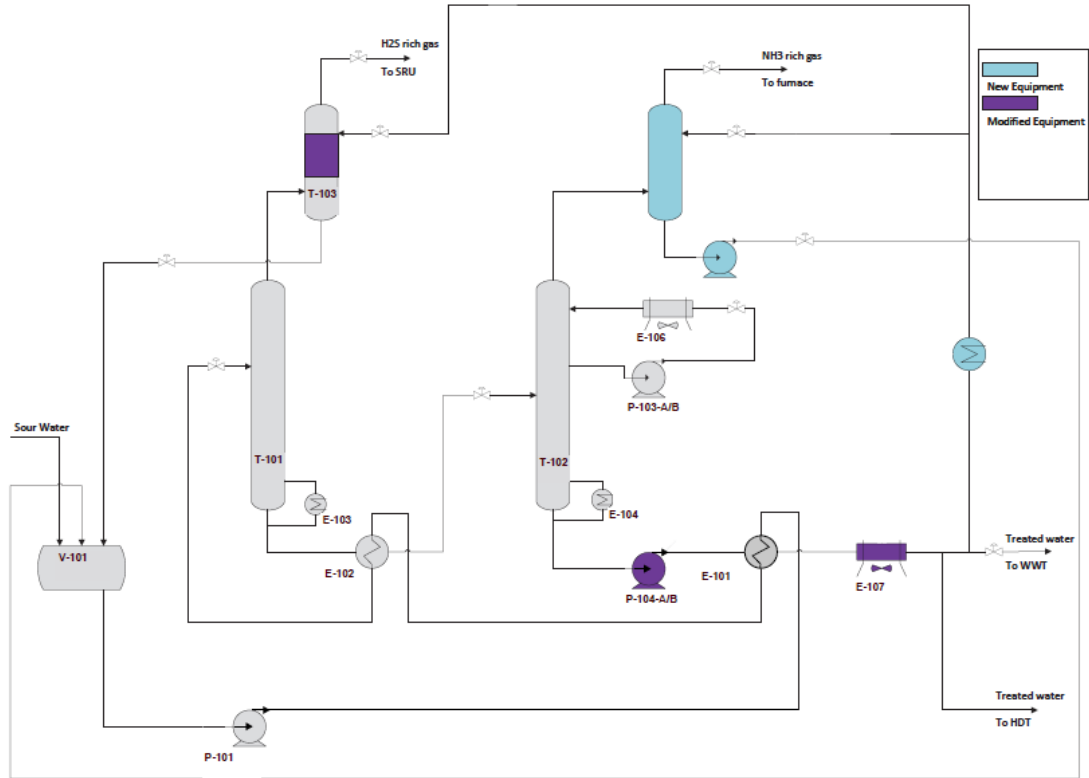 H2S rich gas
To SRU
NH3 rich gas
To furnace
New Equipment
Modified Equipment
T-103
E-106
P-103-A/B
Sour Water
T-101
T-102
E-103
E-104
V-101
E-102
P-104-A/B
E-101
E-107
Treated water
To WWT
Treated water
To HDT
P-101